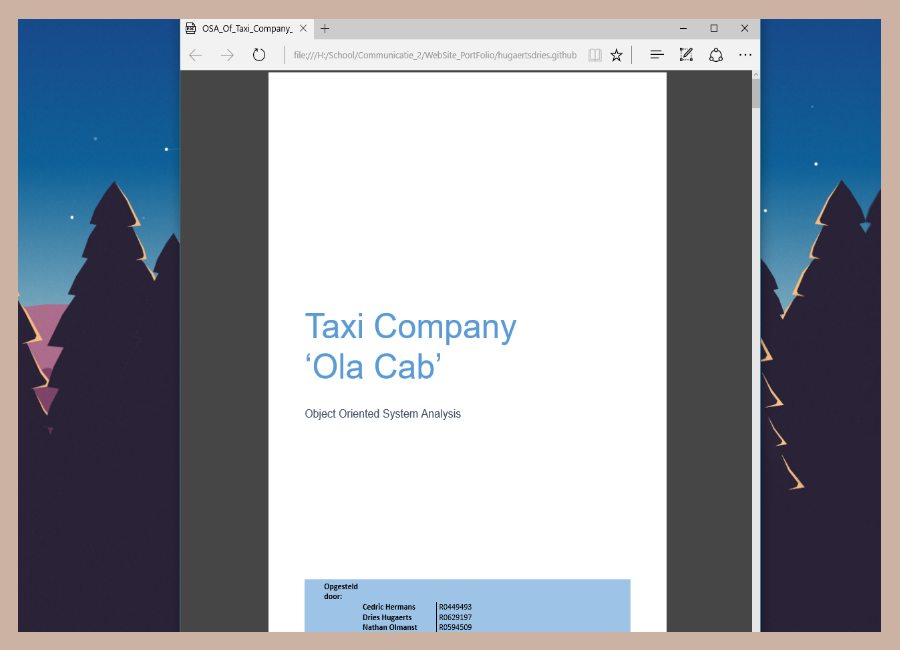 OSA_Of_Taxi_Company_
file:///H:/School/Communicatie_2/WebSite_PortFolio/hugaertsdries.github
Taxi Company
‘Ola Cab’
Object Oriented System Analysis
Opgesteld
door:
Cedric Hermans R0449493
Dries Hugaerts R0629197
Nathan Olmanst R0594509